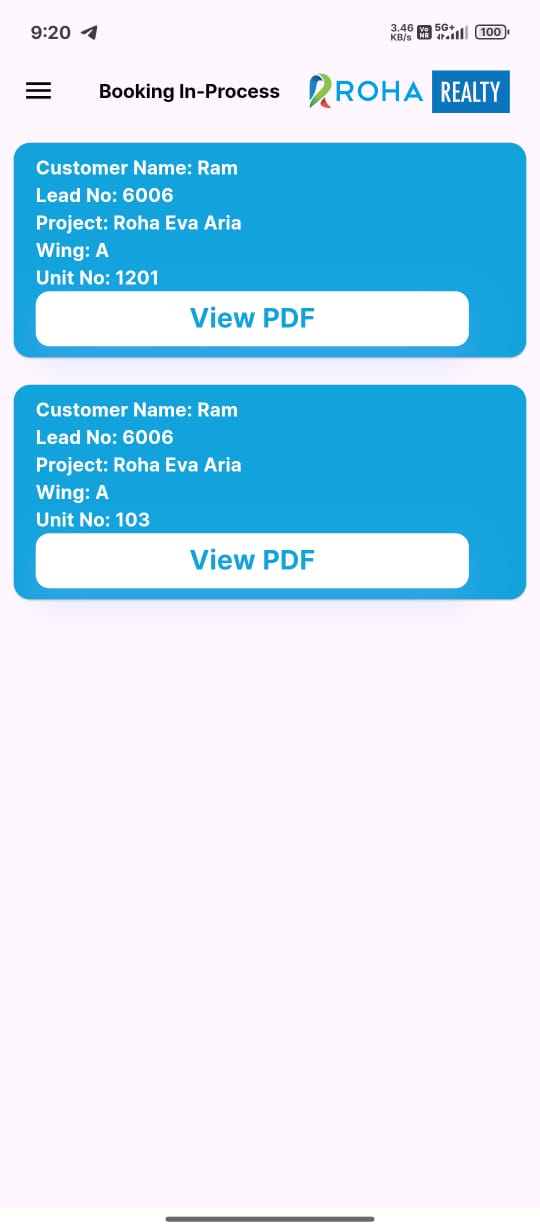 9:20
3.46 KB/s Vo NR 5G+ 100
Booking In-Process
ROHA REALTY
Customer Name: Ram
Lead No: 6006
Project: Roha Eva Aria
Wing: A
Unit No: 1201
View PDF
Customer Name: Ram
Lead No: 6006
Project: Roha Eva Aria
Wing: A
Unit No: 103
View PDF